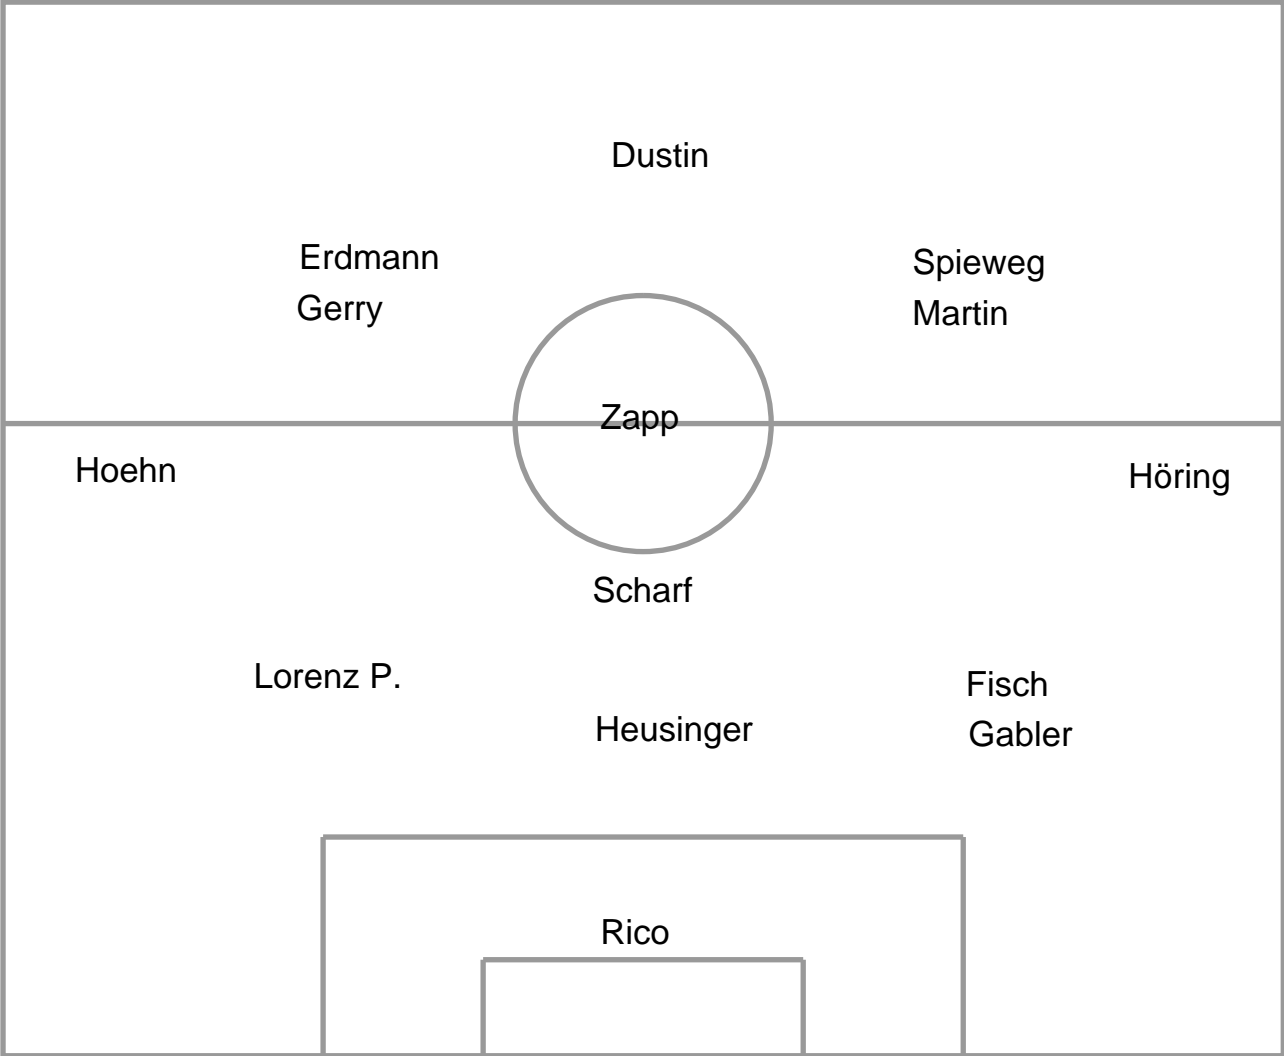 Dustin
Erdmann
Gerry
Spieweg
Martin
Zapp
Hoehn
Höring
Scharf
Lorenz P.
Heusinger
Fisch
Gabler
Rico